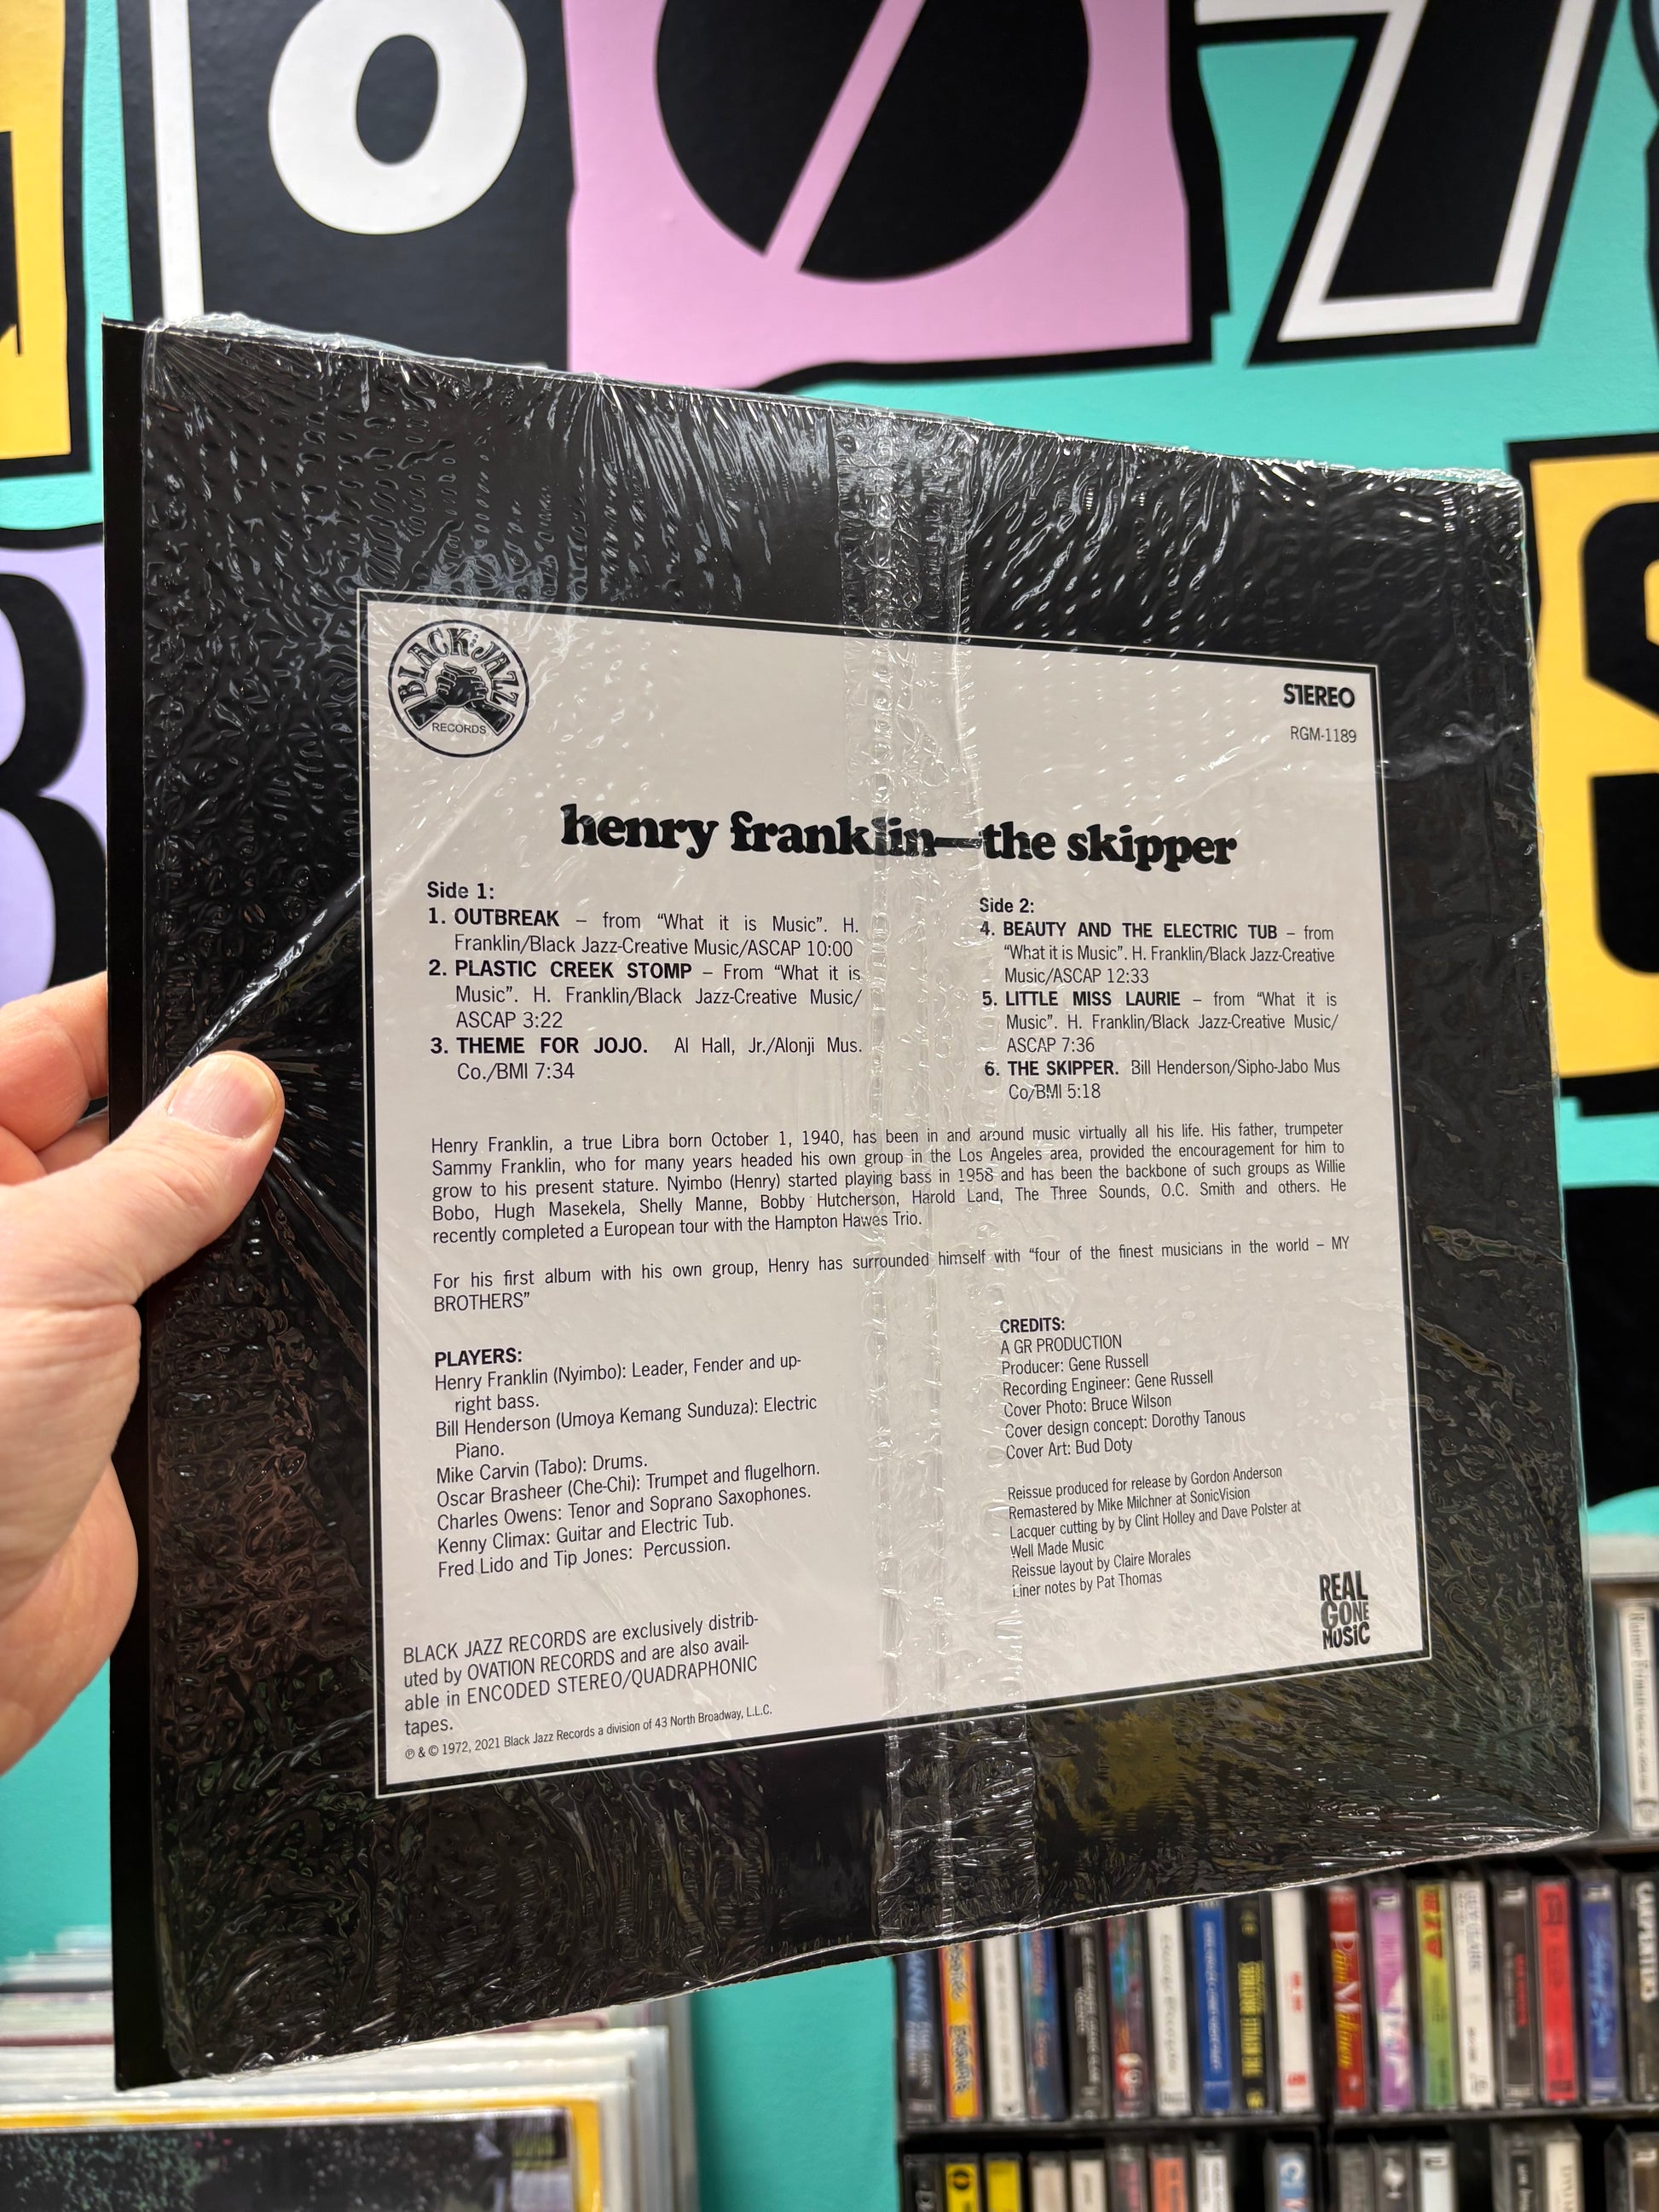 BLACK JAZZ
RECORDS
STEREO
RGM-1189
henry franklin—the skipper
Side 1:
1. OUTBREAK – from “What it is Music”. H.
Franklin/Black Jazz-Creative Music/ASCAP 10:00
2. PLASTIC CREEK STOMP – From “What it is
Music”. H. Franklin/Black Jazz-Creative Music/
ASCAP 3:22
3. THEME FOR JOJO. Al Hall, Jr./Alonji Mus.
Co./BMI 7:34
Side 2:
4. BEAUTY AND THE ELECTRIC TUB – from
“What it is Music”. H. Franklin/Black Jazz-Creative
Music/ASCAP 12:33
5. LITTLE MISS LAURIE – from “What it is
Music”. H. Franklin/Black Jazz-Creative Music/
ASCAP 7:36
6. THE SKIPPER. Bill Henderson/Sipho-Jabo Mus
Co/BMI 5:18
Henry Franklin, a true Libra born October 1, 1940, has been in and around music virtually all his life. His father, trumpeter
Sammy Franklin, who for many years headed his own group in the Los Angeles area, provided the encouragement for him to
grow to his present stature. Nyimbo (Henry) started playing bass in 1958 and has been the backbone of such groups as Willie
Bobo, Hugh Masekela, Shelly Manne, Bobby Hutcherson, Harold Land, The Three Sounds, O.C. Smith and others. He
recently completed a European tour with the Hampton Hawes Trio.
For his first album with his own group, Henry has surrounded himself with “four of the finest musicians in the world – MY
BROTHERS”
PLAYERS:
Henry Franklin (Nyimbo): Leader, Fender and up-
right bass.
Bill Henderson (Umoya Kemang Sunduza): Electric
Piano.
Mike Carvin (Tabo): Drums.
Oscar Brasheer (Che-Chi): Trumpet and flugelhorn.
Charles Owens: Tenor and Soprano Saxophones.
Kenny Climax: Guitar and Electric Tub.
Fred Lido and Tip Jones: Percussion.
CREDITS:
A GR PRODUCTION
Producer: Gene Russell
Recording Engineer: Gene Russell
Cover Photo: Bruce Wilson
Cover design concept: Dorothy Tanous
Cover Art: Bud Doty
Reissue produced for release by Gordon Anderson
Remastered by Mike Milchner at SonicVision
Lacquer cutting by by Clint Holley and Dave Polster at
Well Made Music
Reissue layout by Claire Morales
Liner notes by Pat Thomas
REAL
GONE
MUSIC
BLACK JAZZ RECORDS are exclusively distrib-
uted by OVATION RECORDS and are also avail-
able in ENCODED STEREO/QUADRAPHONIC
tapes.
℗ & © 1972, 2021 Black Jazz Records a division of 43 North Broadway, L.L.C.
CARPENTERS